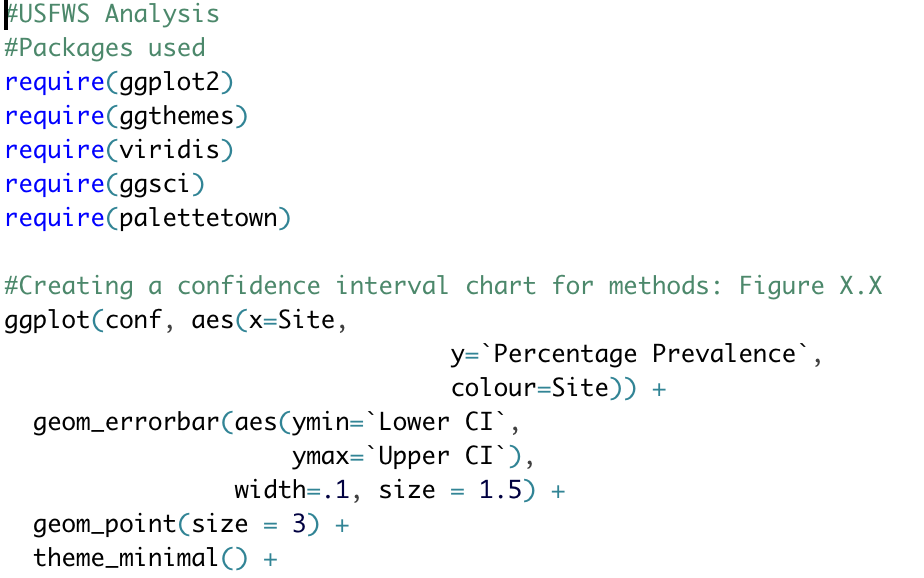 #USFWS Analysis
#Packages used
require(ggplot2)
require(ggthemes)
require(viridis)
require(ggsci)
require(palettetown)

#Creating a confidence interval chart for methods: Figure X.X
ggplot(conf, aes(x=Site,
                               y=`Percentage Prevalence`,
                               colour=Site)) +
  geom_errorbar(aes(ymin=`Lower CI`,
                    ymax=`Upper CI`),
                width=.1, size = 1.5) +
  geom_point(size = 3) +
  theme_minimal() +